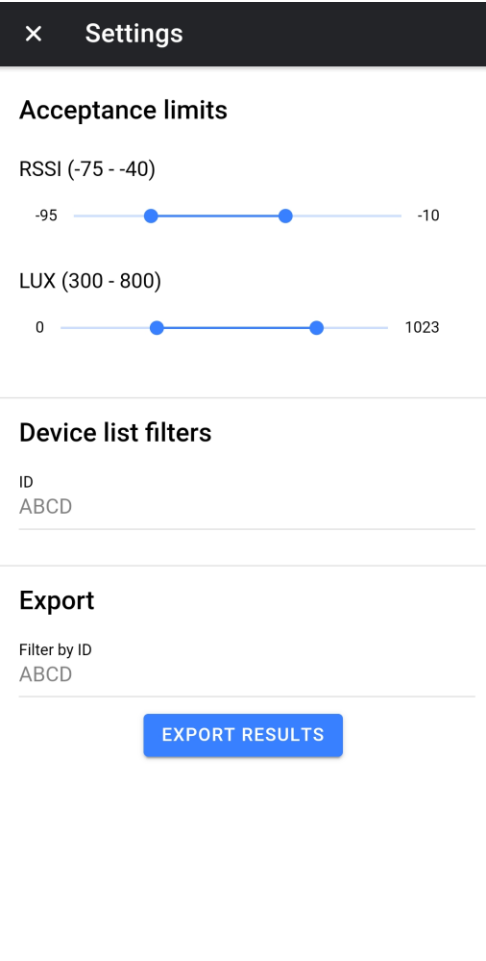 Settings
Acceptance limits
RSSI (-75 - -40)
-95 -10
LUX (300 - 800)
0 1023
Device list filters
ID
ABCD
Export
Filter by ID
ABCD
EXPORT RESULTS